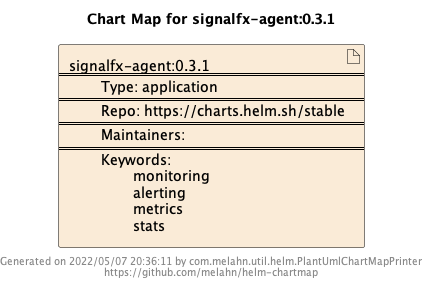 Chart Map for signalfx-agent:0.3.1
signalfx-agent:0.3.1
Type: application
Repo: https://charts.helm.sh/stable
Maintainers:
Keywords:
monitoring
alerting
metrics
stats
Generated on 2022/05/07 20:36:11 by com.melahn.util.helm.PlantUmlChartMapPrinter
https://github.com/melahn/helm-chartmap